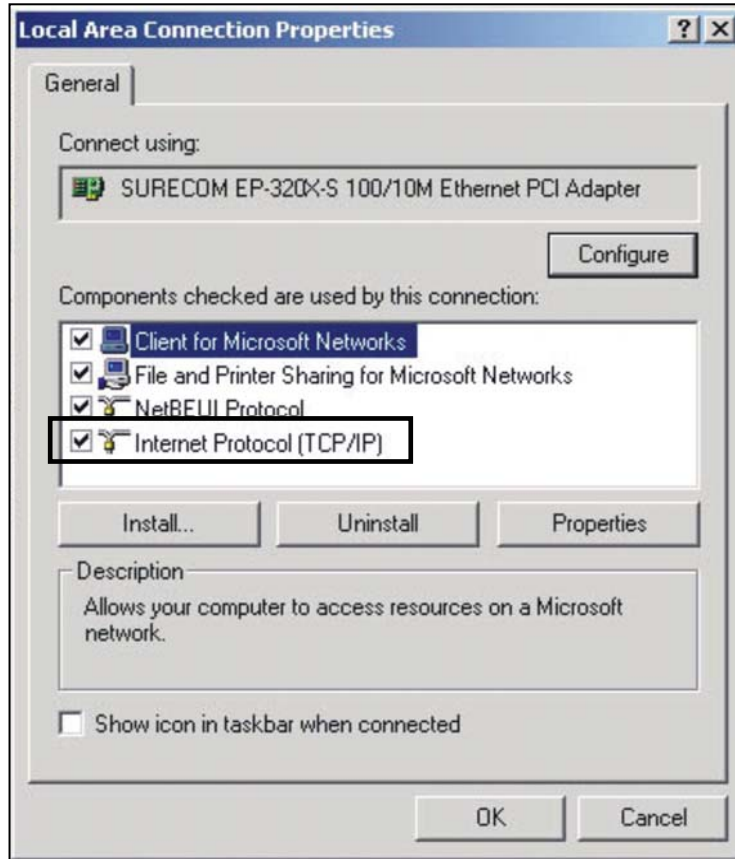 Local Area Connection Properties
General
Connect using:
SURECOM EP-320X-S 100/10M Ethernet PCI Adapter
Configure
Components checked are used by this connection:
Client for Microsoft Networks
File and Printer Sharing for Microsoft Networks
NetBEUI Protocol
Internet Protocol (TCP/IP)
Install... Uninstall Properties
Description
Allows your computer to access resources on a Microsoft
network.
Show icon in taskbar when connected
OK Cancel